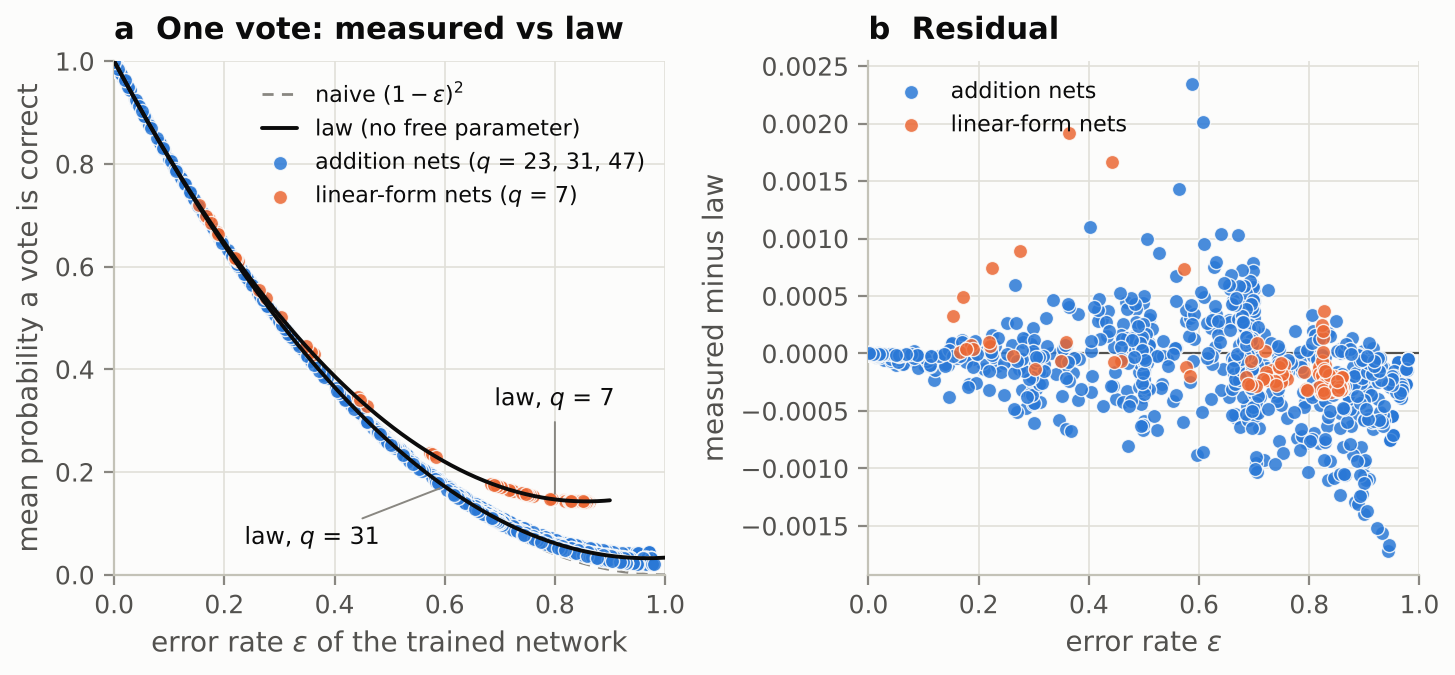 a One vote: measured vs law
mean probability a vote is correct
1.0
0.8
0.6
0.4
0.2
0.0
naive (1 − ε)²
law (no free parameter)
addition nets (q = 23, 31, 47)
linear-form nets (q = 7)
law, q = 7
law, q = 31
0.0 0.2 0.4 0.6 0.8 1.0
error rate ε of the trained network
b Residual
measured minus law
0.0025
0.0020
0.0015
0.0010
0.0005
0.0000
−0.0005
−0.0010
−0.0015
addition nets
linear-form nets
0.0 0.2 0.4 0.6 0.8 1.0
error rate ε